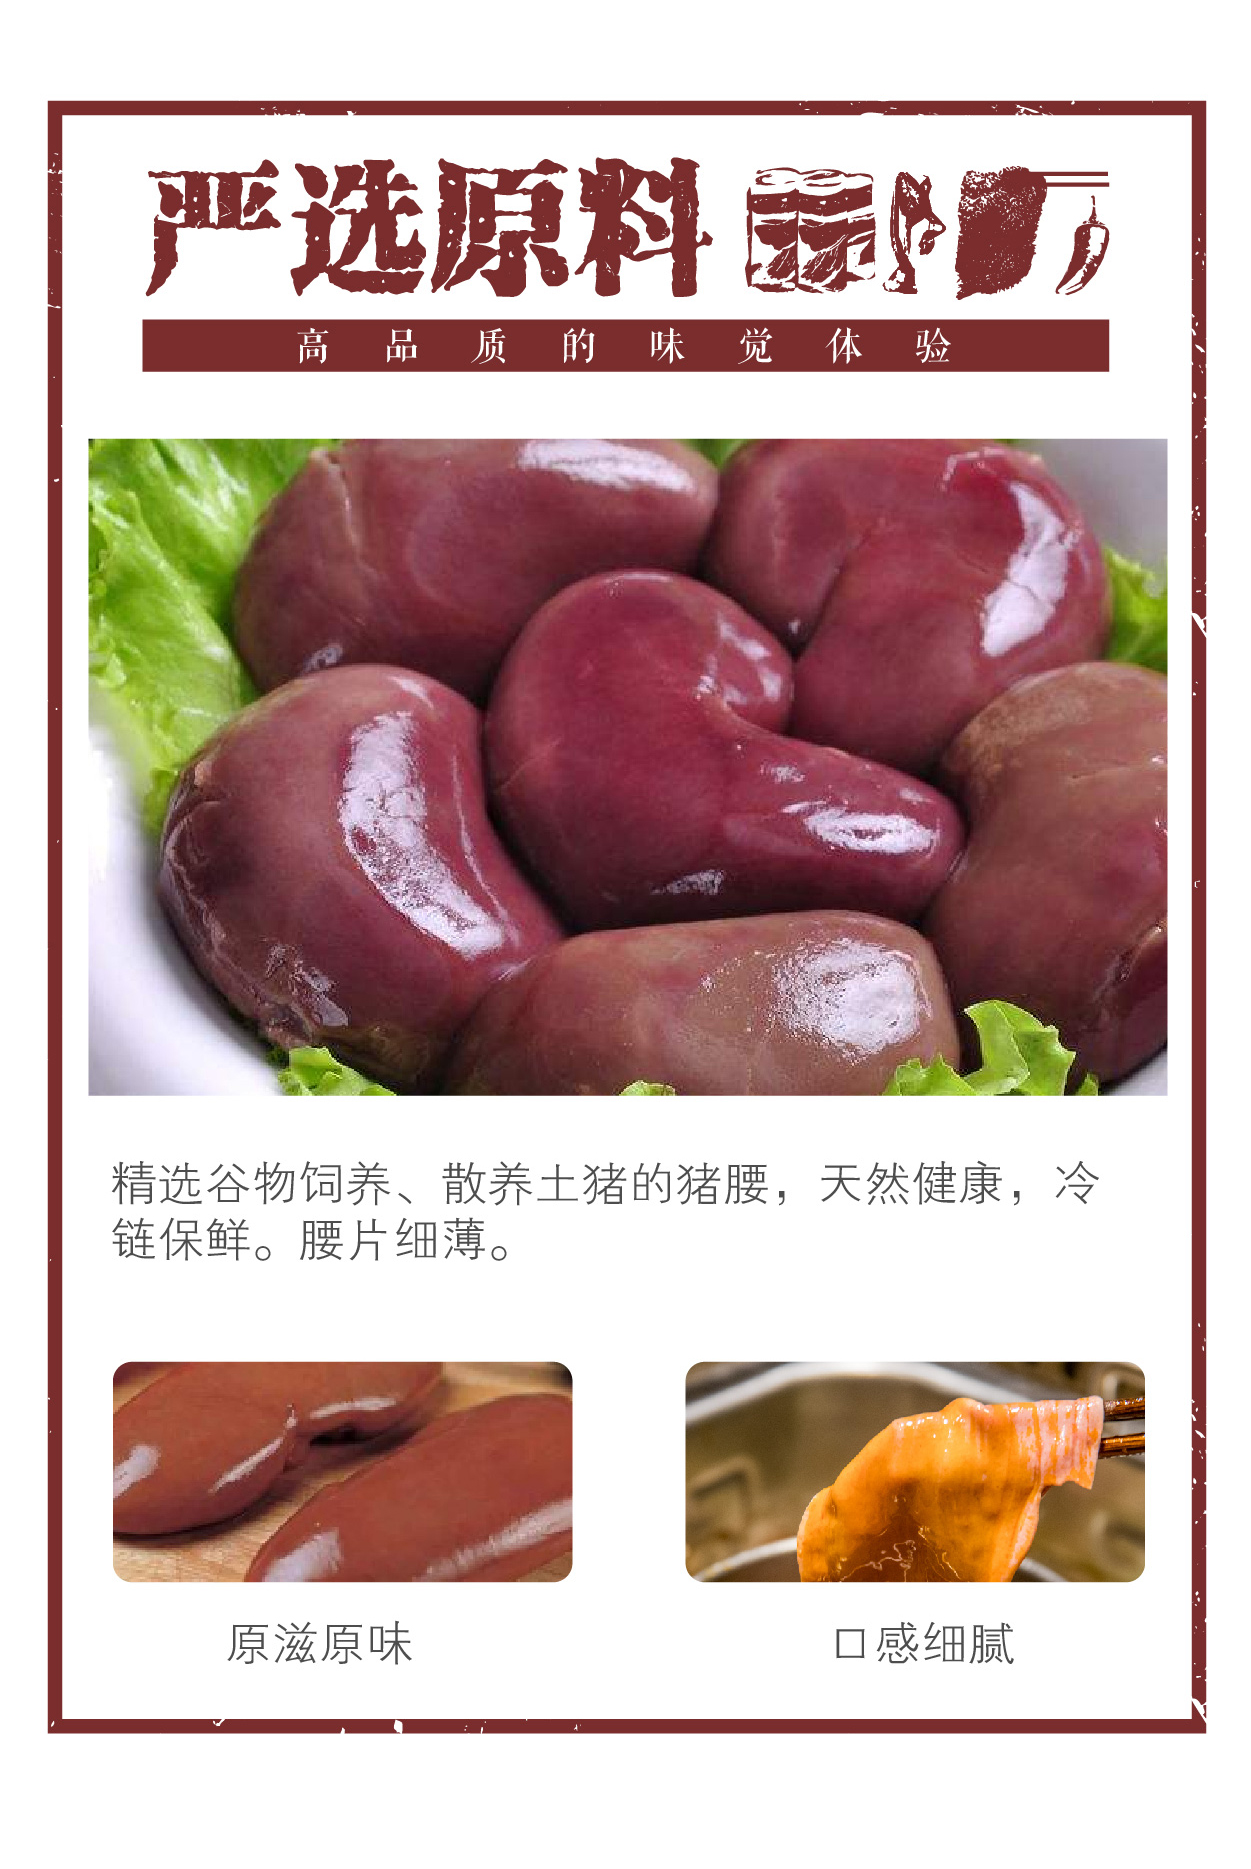 严选原料
高品质的味觉体验
精选谷物饲养、散养土猪的猪腰，天然健康，冷
链保鲜。腰片细薄。
原滋原味
口感细腻